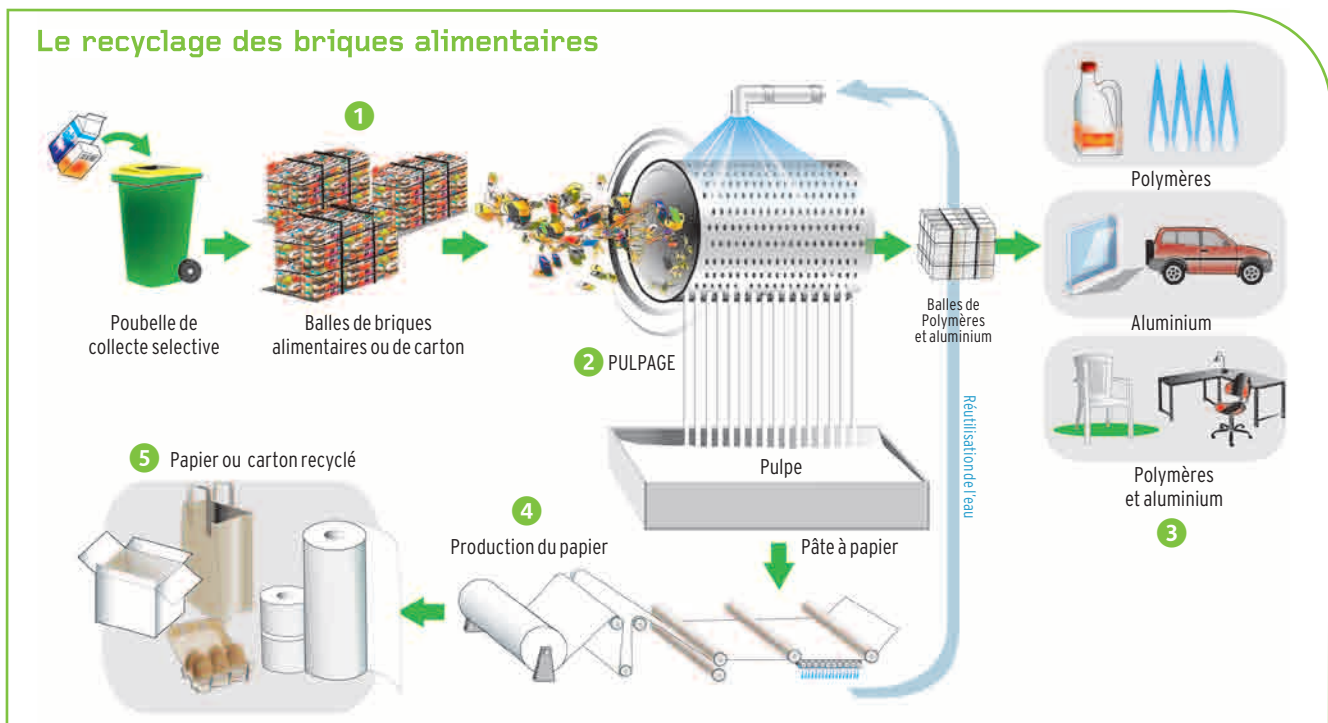 Le recyclage des briques alimentaires
1
Poubelle de
collecte selective
Balles de briques
alimentaires ou de carton
2 PULPAGE
Balles de
Polymères
et aluminium
Polymères
Aluminium
Polymères
et aluminium
3
Réutilisation de l'eau
Pulpe
Pâte à papier
4
Production du papier
5 Papier ou carton recyclé